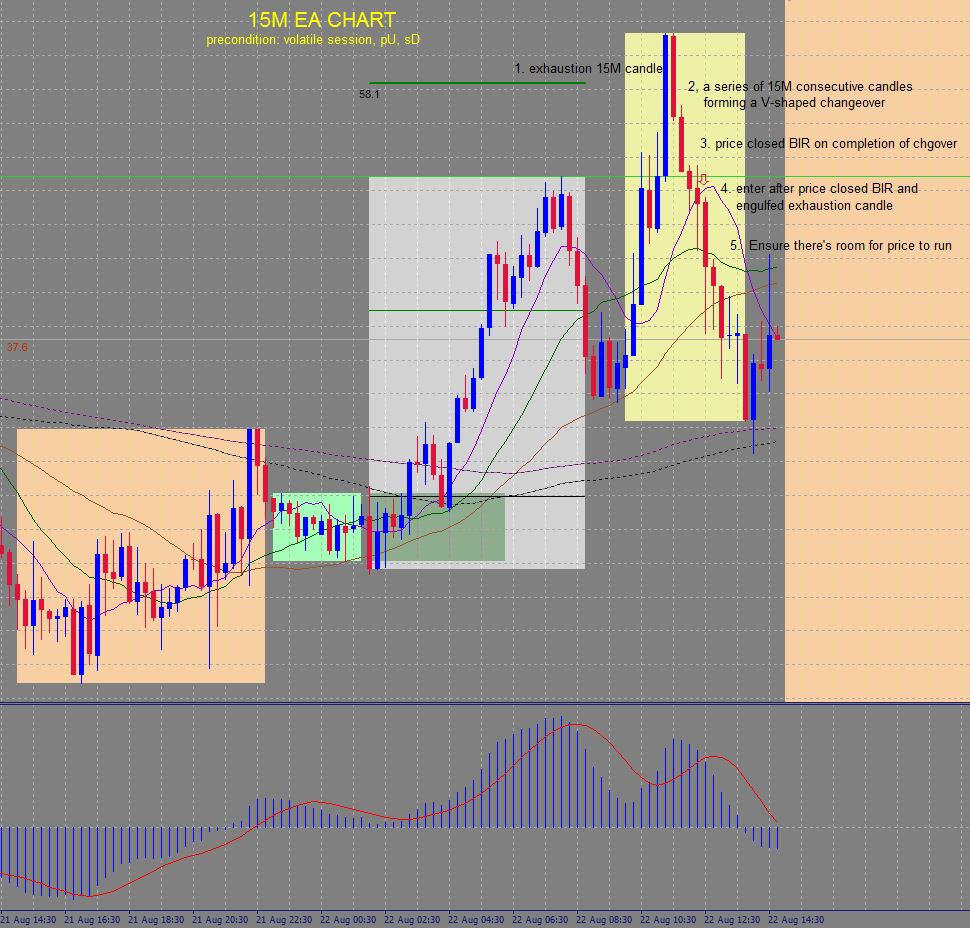 15M EA CHART
precondition: volatile session, pU, sD
1. exhaustion 15M candle
58.1
2, a series of 15M consecutive candles
forming a V-shaped changeover
3. price closed BIR on completion of chgover
4. enter after price closed BIR and
engulfed exhaustion candle
5. Ensure there's room for price to run
37.6
21 Aug 14:30 21 Aug 16:30 21 Aug 18:30 21 Aug 20:30 21 Aug 22:30 22 Aug 00:30 22 Aug 02:30 22 Aug 04:30 22 Aug 06:30 22 Aug 08:30 22 Aug 10:30 22 Aug 12:30 22 Aug 14:30